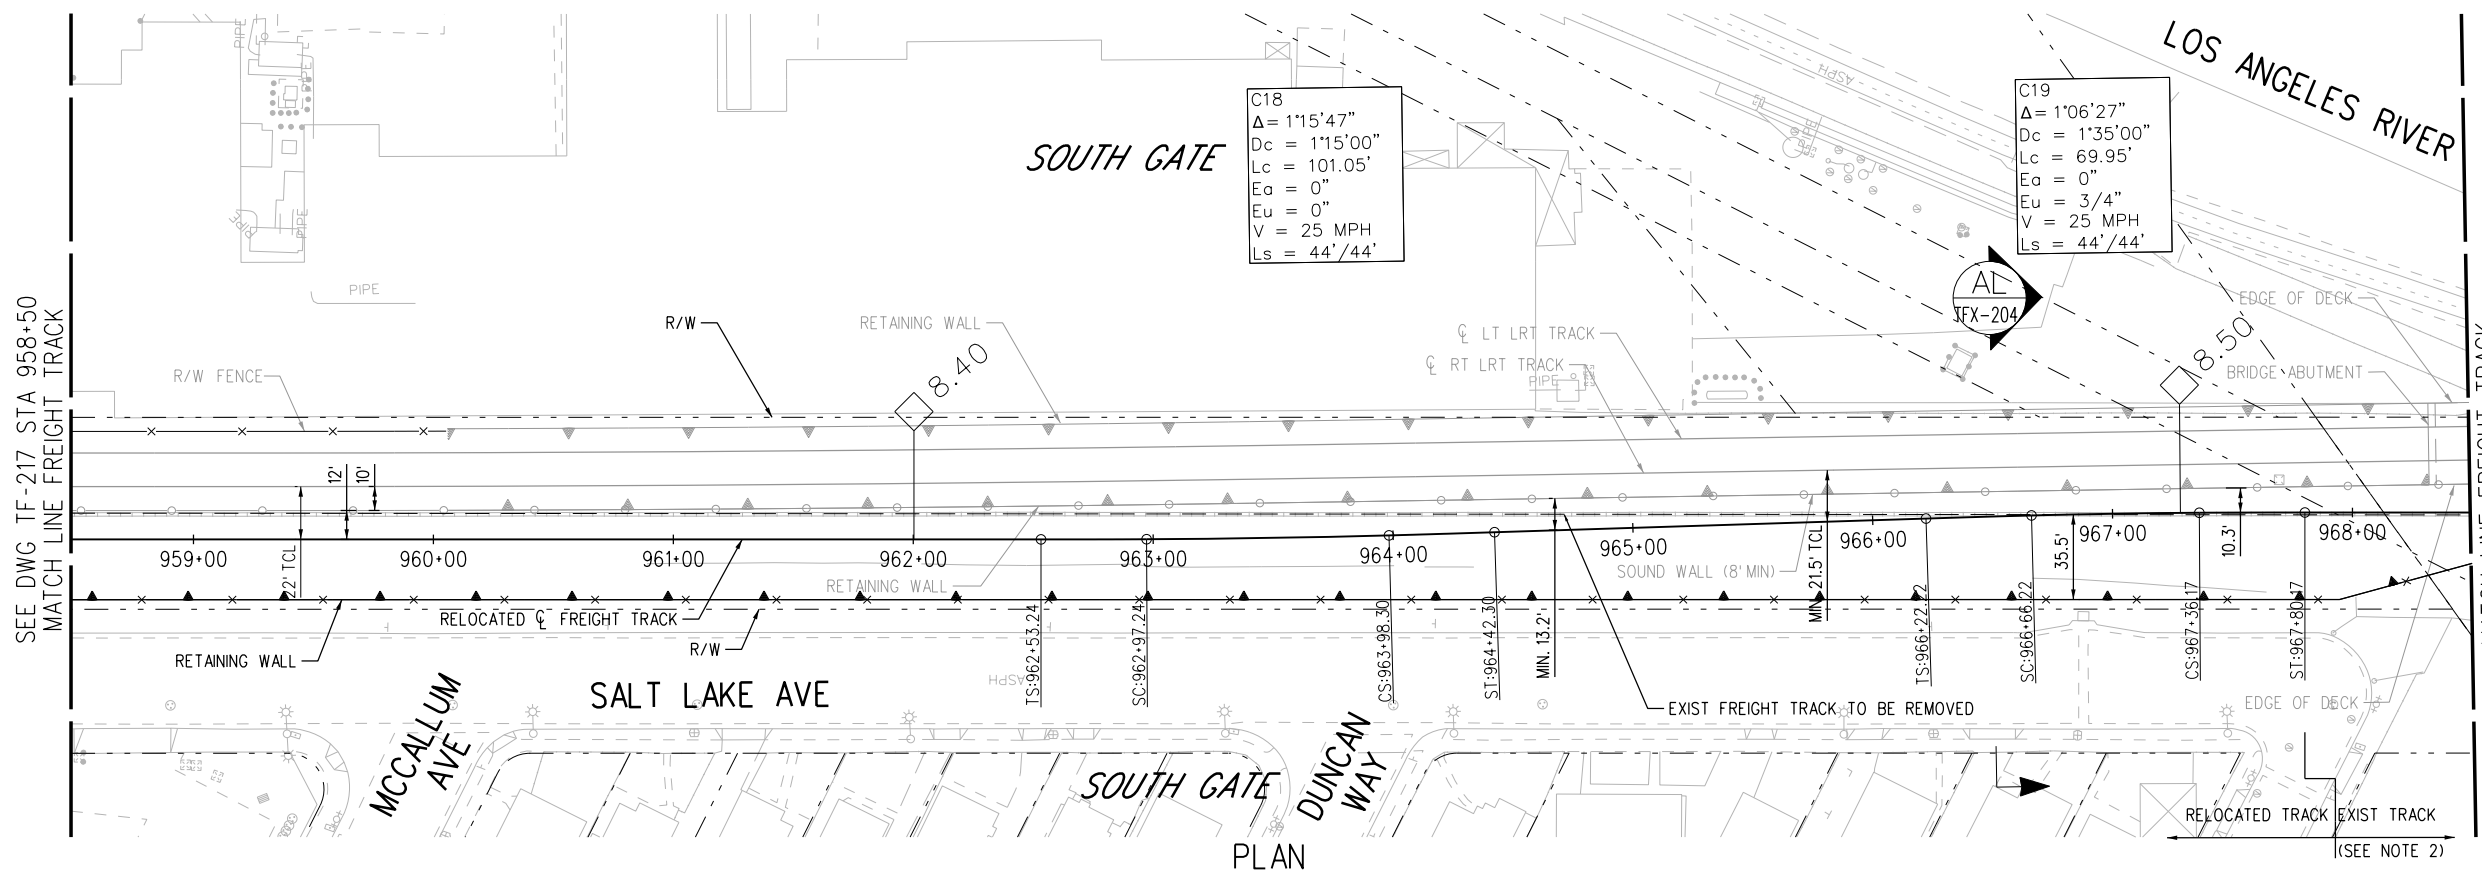 LOS ANGELES RIVER
C18
Δ= 1°15'47"
Dc = 1°15'00"
Lc = 101.05'
Ea = 0"
Eu = 0"
V = 25 MPH
Ls = 44'/44'
C19
Δ= 1°06'27"
Dc = 1°35'00"
Lc = 69.95'
Ea = 0"
Eu = 3/4"
V = 25 MPH
Ls = 44'/44'
SOUTH GATE
ASPH
PIPE
PIPE
PIPE
PIPE
PIPE
PIPE
AL
TFX-204
EDGE OF DECK
SEE DWG TF-217 STA 958+50
MATCH LINE FREIGHT TRACK
R/W
RETAINING WALL
℄ LT LRT TRACK
℄ RT LRT TRACK
PIPE
R/W FENCE
8.40
8.50
BRIDGE ABUTMENT
12'
10'
22' TCL
959+00
960+00
961+00
962+00
963+00
964+00
965+00
966+00
967+00
968+00
35.5'
10.3'
RETAINING WALL
SOUND WALL (8' MIN)
MIN. 21.5' TCL
MIN. 13.2'
RELOCATED ℄ FREIGHT TRACK
R/W
RETAINING WALL
TS:962+53.24
SC:962+97.24
CS:963+98.30
ST:964+42.30
TS:966+22.22
SC:966+66.22
CS:967+36.17
ST:967+80.17
ASPH
SALT LAKE AVE
EXIST FREIGHT TRACK TO BE REMOVED
EDGE OF DECK
MCCALLUM
AVE
SOUTH GATE
DUNCAN
WAY
RELOCATED TRACK
EXIST TRACK
(SEE NOTE 2)
PLAN